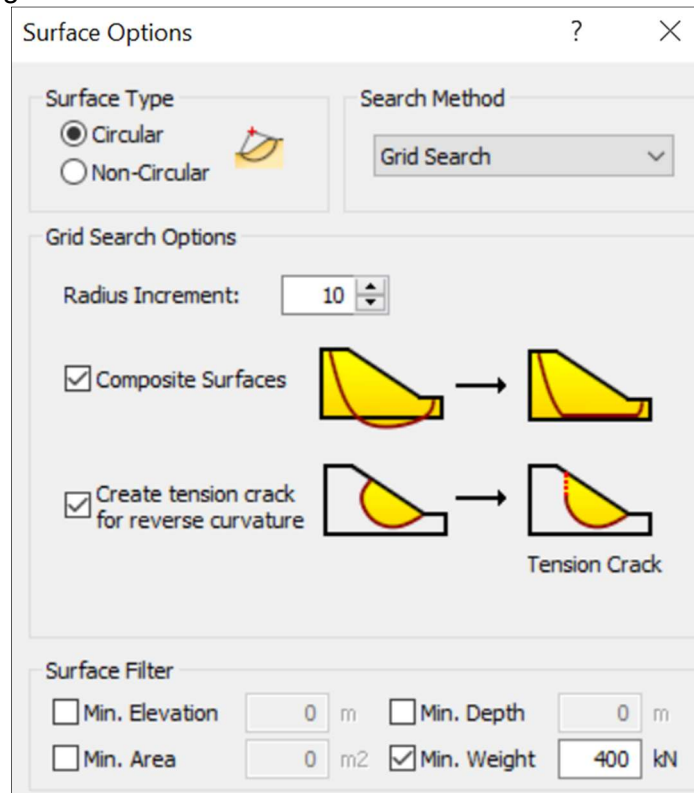 Surface Options ? ×
Surface Type
Circular
Non-Circular
Search Method
Grid Search
Grid Search Options
Radius Increment: 10
Composite Surfaces
Create tension crack
for reverse curvature
Tension Crack
Surface Filter
Min. Elevation 0 m Min. Depth 0 m
Min. Area 0 m2 Min. Weight 400 kN